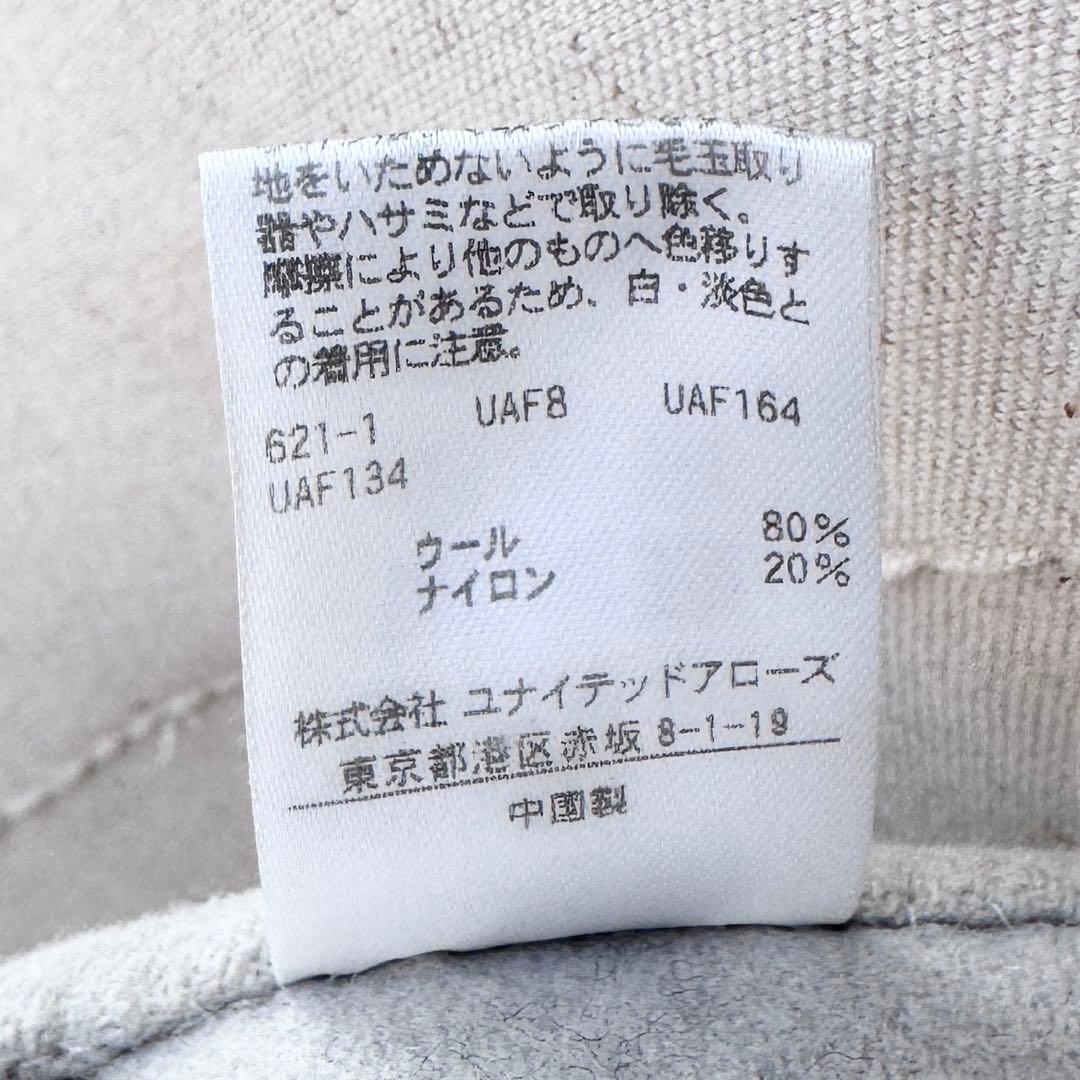 地をいためないように毛玉取り
器やハサミなどで取り除く。
摩擦により他のものへ色移りす
ることがあるため、白・淡色と
の着用に注意。
621-1 UAF8 UAF164
UAF134
ウール 80%
ナイロン 20%
株式会社 ユナイテッドアローズ
東京都港区赤坂 8-1-19
中国製